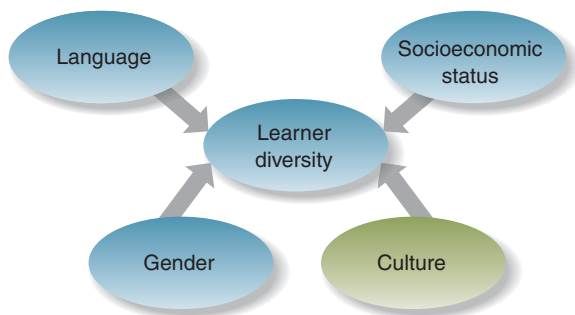 Language
Socioeconomic
status
Learner
diversity
Gender
Culture